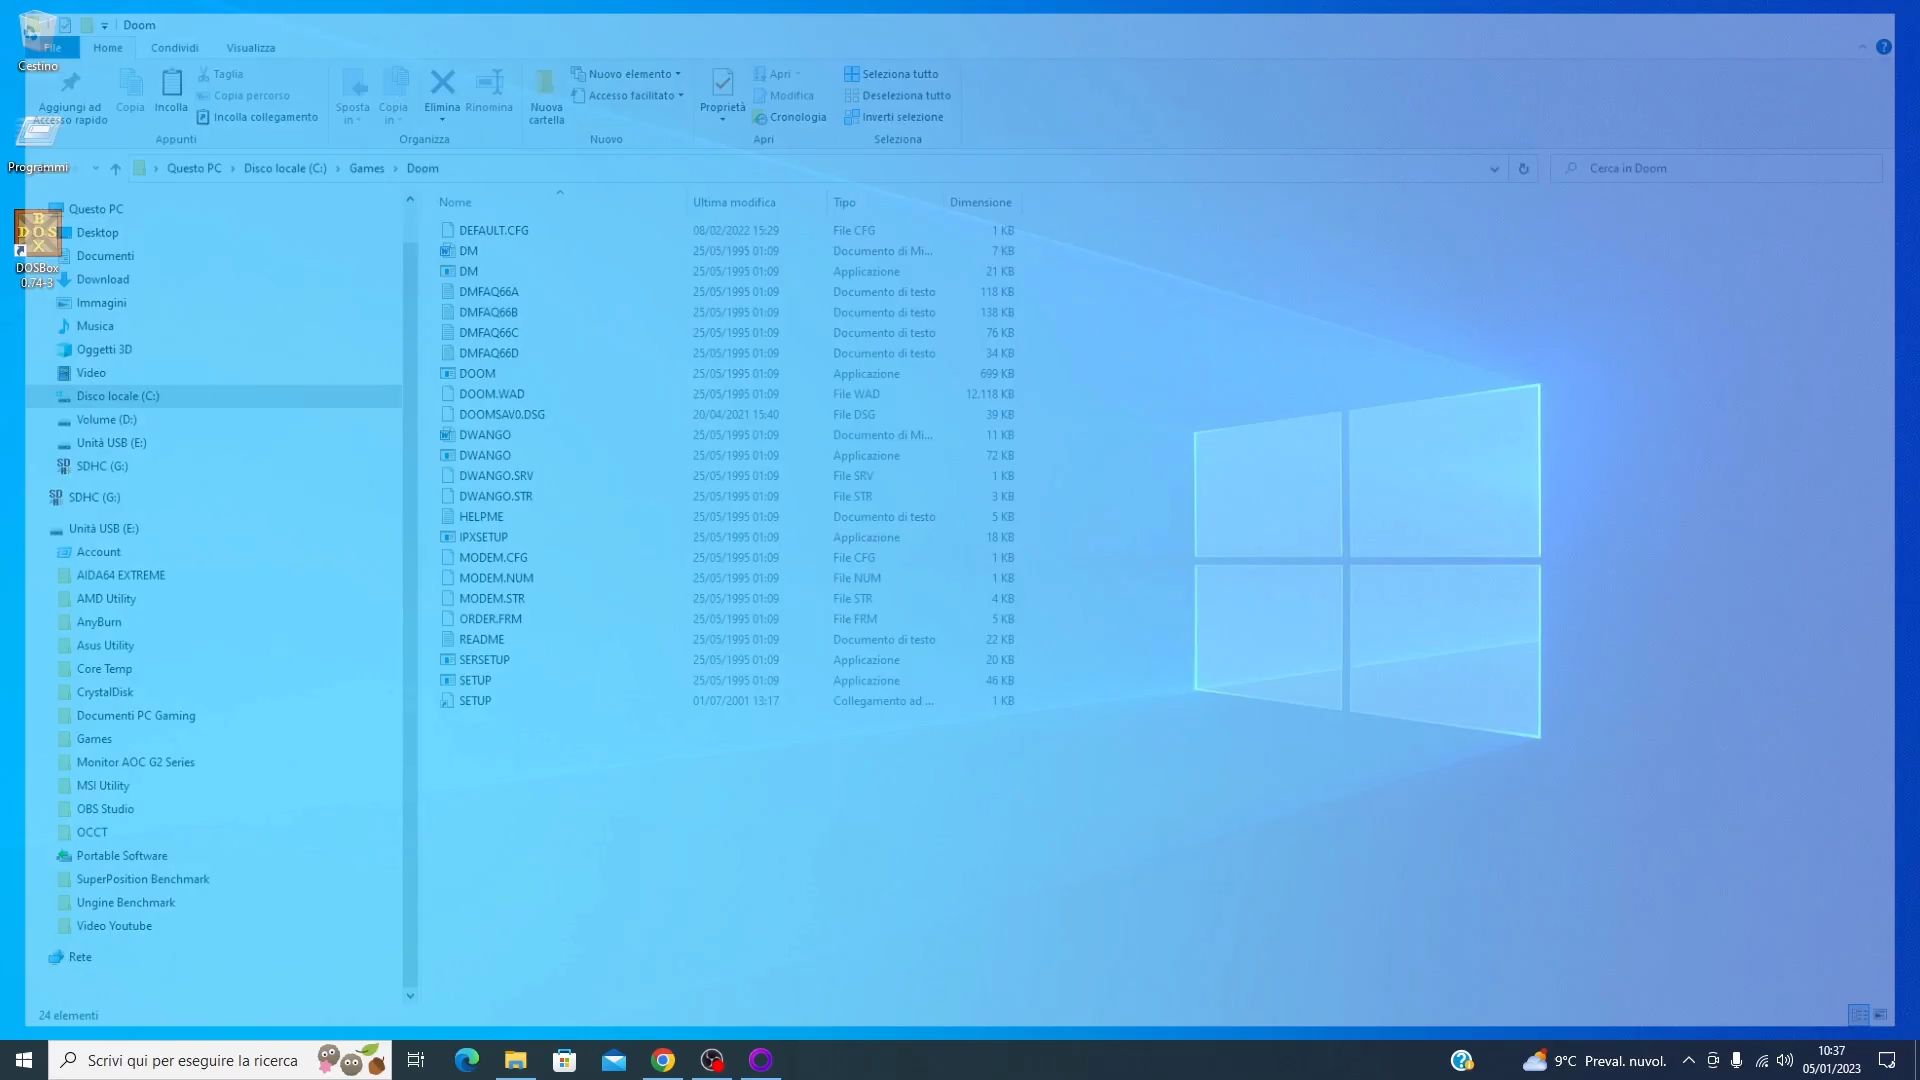 Doom
File Home Condividi Visualizza
Cestino
Aggiungi ad Accesso rapido
Copia
Incolla
Taglia
Copia percorso
Incolla collegamento
Appunti
Sposta in
Copia in
Elimina
Rinomina
Organizza
Nuova cartella
Nuovo elemento
Accesso facilitato
Nuovo
Proprietà
Apri
Modifica
Cronologia
Apri
Seleziona tutto
Deseleziona tutto
Inverti selezione
Seleziona
Programmi
Questo PC › Disco locale (C:) › Games › Doom
Cerca in Doom
DOSBox
0.74-3
Questo PC
Desktop
Documenti
Download
Immagini
Musica
Oggetti 3D
Video
Disco locale (C:)
Volume (D:)
Unità USB (E:)
SDHC (G:)
SDHC (G:)
Unità USB (E:)
Account
AIDA64 EXTREME
AMD Utility
AnyBurn
Asus Utility
Core Temp
CrystalDisk
Documenti PC Gaming
Games
Monitor AOC G2 Series
MSI Utility
OBS Studio
OCCT
Portable Software
SuperPosition Benchmark
Ungine Benchmark
Video Youtube
Rete
Nome Ultima modifica Tipo Dimensione
DEFAULT.CFG 08/02/2022 15:29 File CFG 1 KB
DM 25/05/1995 01:09 Documento di Mi... 7 KB
DM 25/05/1995 01:09 Applicazione 21 KB
DMFAQ66A 25/05/1995 01:09 Documento di testo 118 KB
DMFAQ66B 25/05/1995 01:09 Documento di testo 138 KB
DMFAQ66C 25/05/1995 01:09 Documento di testo 76 KB
DMFAQ66D 25/05/1995 01:09 Documento di testo 34 KB
DOOM 25/05/1995 01:09 Applicazione 699 KB
DOOM.WAD 25/05/1995 01:09 File WAD 12.118 KB
DOOMSAV0.DSG 20/04/2021 15:40 File DSG 39 KB
DWANGO 25/05/1995 01:09 Documento di Mi... 11 KB
DWANGO 25/05/1995 01:09 Applicazione 72 KB
DWANGO.SRV 25/05/1995 01:09 File SRV 1 KB
DWANGO.STR 25/05/1995 01:09 File STR 3 KB
HELPME 25/05/1995 01:09 Documento di testo 5 KB
IPXSETUP 25/05/1995 01:09 Applicazione 18 KB
MODEM.CFG 25/05/1995 01:09 File CFG 1 KB
MODEM.NUM 25/05/1995 01:09 File NUM 1 KB
MODEM.STR 25/05/1995 01:09 File STR 4 KB
ORDER.FRM 25/05/1995 01:09 File FRM 5 KB
README 25/05/1995 01:09 Documento di testo 22 KB
SERSETUP 25/05/1995 01:09 Applicazione 20 KB
SETUP 25/05/1995 01:09 Applicazione 46 KB
SETUP 01/07/2001 13:17 Collegamento ad ... 1 KB
24 elementi
Scrivi qui per eseguire la ricerca
9°C Preval. nuvol.
10:37
05/01/2023